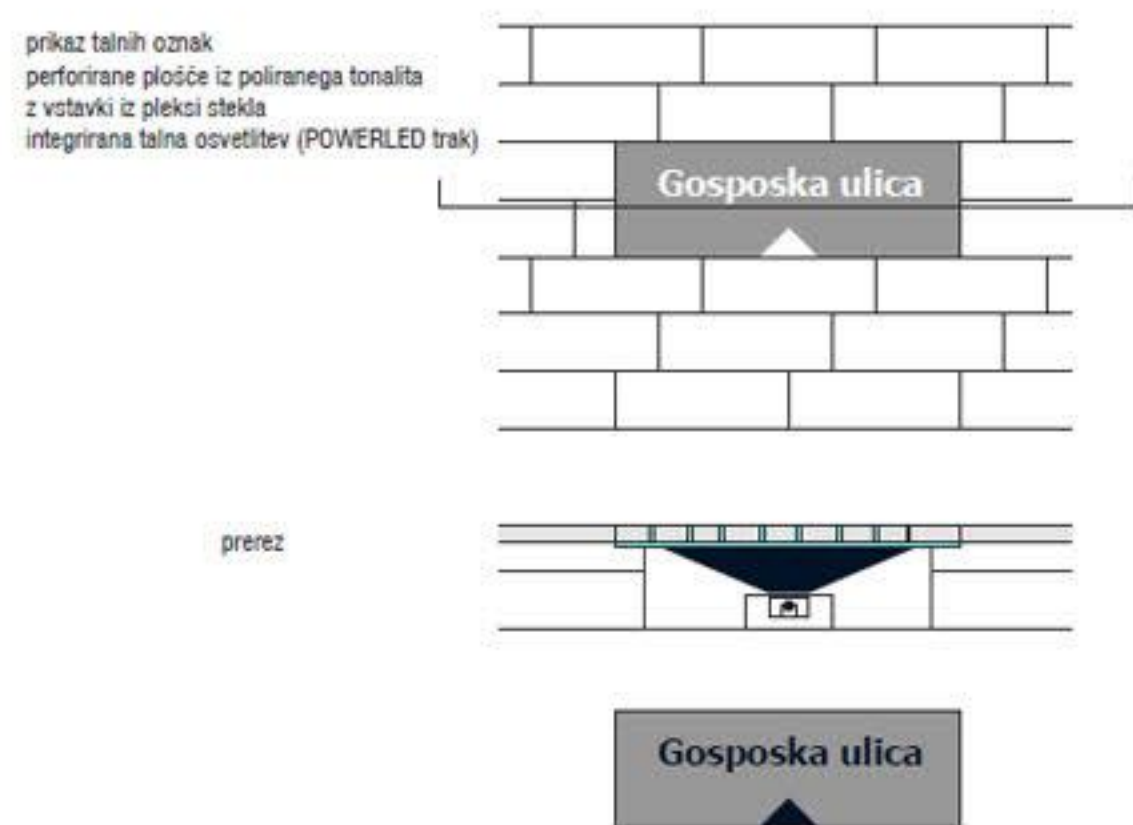 prikaz talnih oznak
perforirane plošče iz poliranega tonalita
z vstavki iz pleksi stekla
integrirana talna osvetlitev (POWERLED trak)
Gosposka ulica
prerez
Gosposka ulica